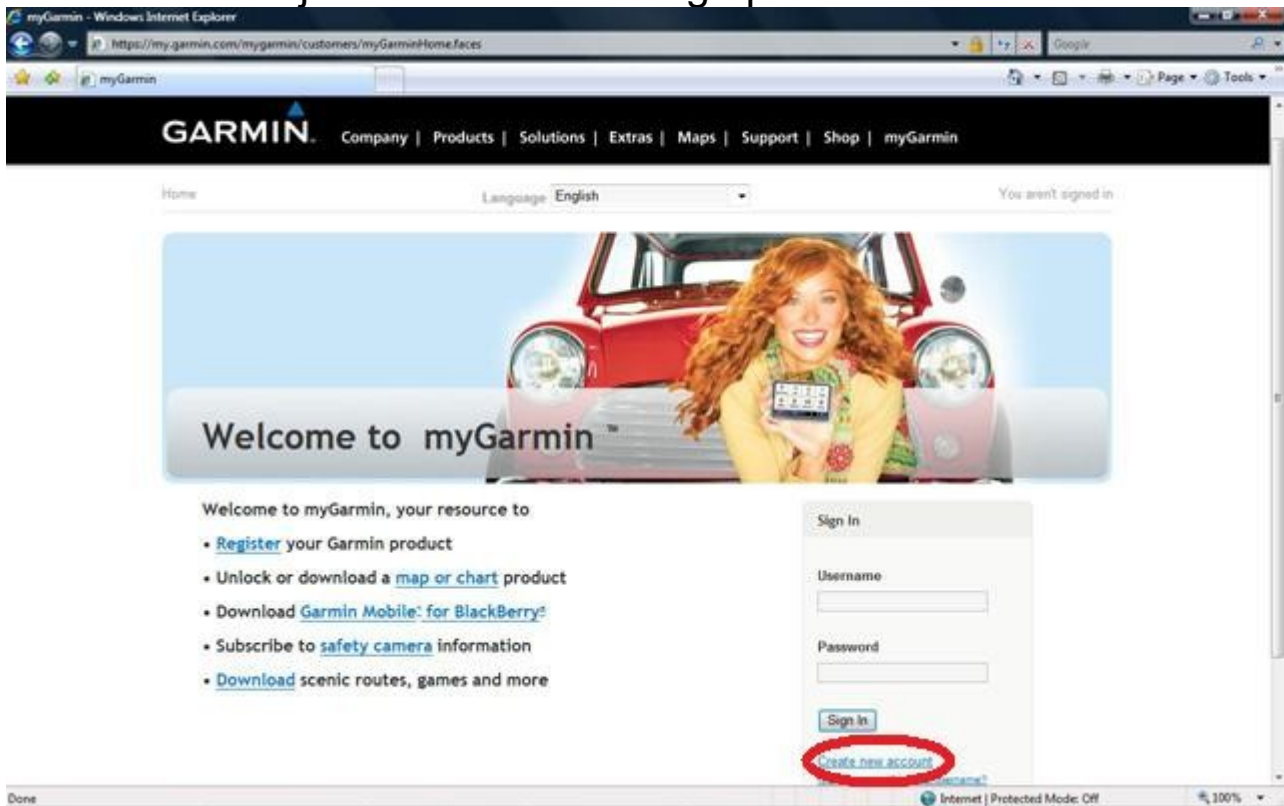 myGarmin - Windows Internet Explorer
https://my.garmin.com/mygarmin/customers/myGarminHome.faces
Google
myGarmin
Page
Tools
GARMIN.
Company | Products | Solutions | Extras | Maps | Support | Shop | myGarmin
Home
Language English
You aren't signed in
Welcome to myGarmin ™
Welcome to myGarmin, your resource to
• Register your Garmin product
• Unlock or download a map or chart product
• Download Garmin Mobile® for BlackBerry®
• Subscribe to safety camera information
• Download scenic routes, games and more
Sign In
Username
Password
Sign In
Create new account
Done
Internet | Protected Mode: Off
100%